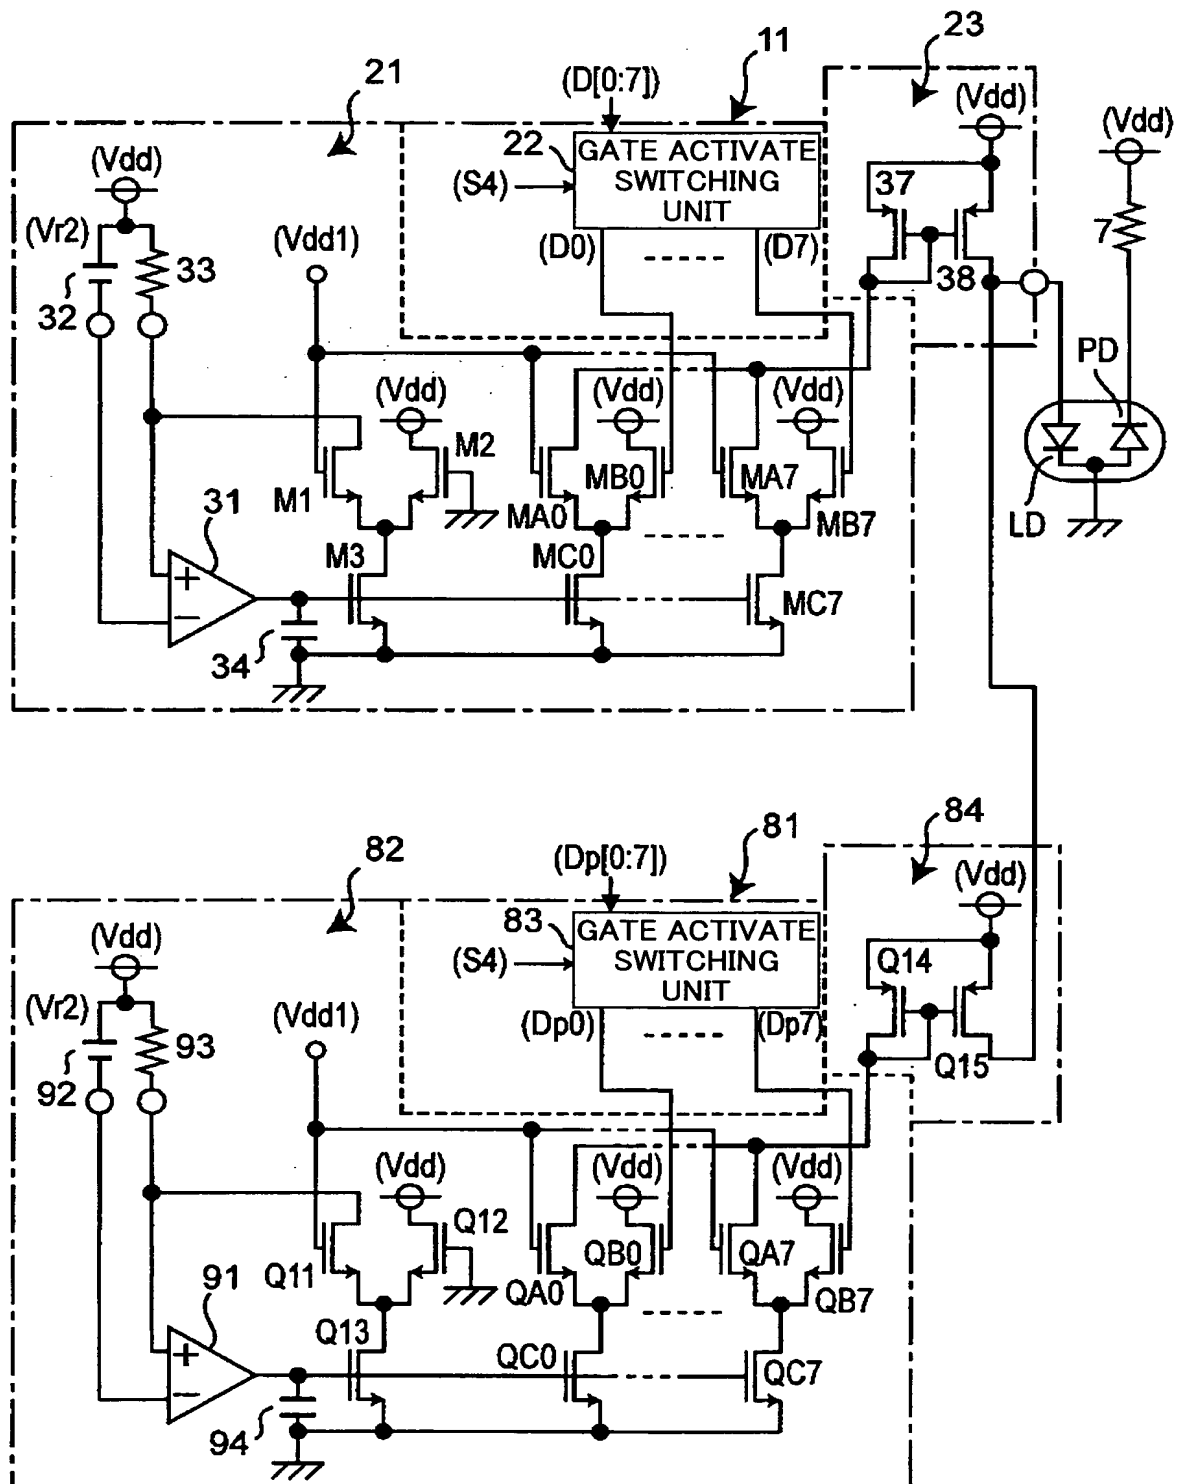 23
11
(D[0:7])
21
(Vdd)
(Vdd)
22
GATE ACTIVATE
SWITCHING
UNIT
(S4)
(Vdd)
37
7
(Vr2)
33
(Vdd1)
(D0)
(D7)
38
32
PD
(Vdd)
(Vdd)
(Vdd)
M2
M1
MB0
MA7
MA0
MB7
LD
31
M3
MC0
MC7
+
−
34
84
81
82
(Dp[0:7])
(Vdd)
83
GATE ACTIVATE
SWITCHING
UNIT
(Vdd)
(S4)
Q14
(Vr2)
93
(Vdd1)
(Dp0)
(Dp7)
Q15
92
(Vdd)
(Vdd)
(Vdd)
Q12
Q11
QB0
QA7
QA0
QB7
91
Q13
QC0
QC7
+
−
94